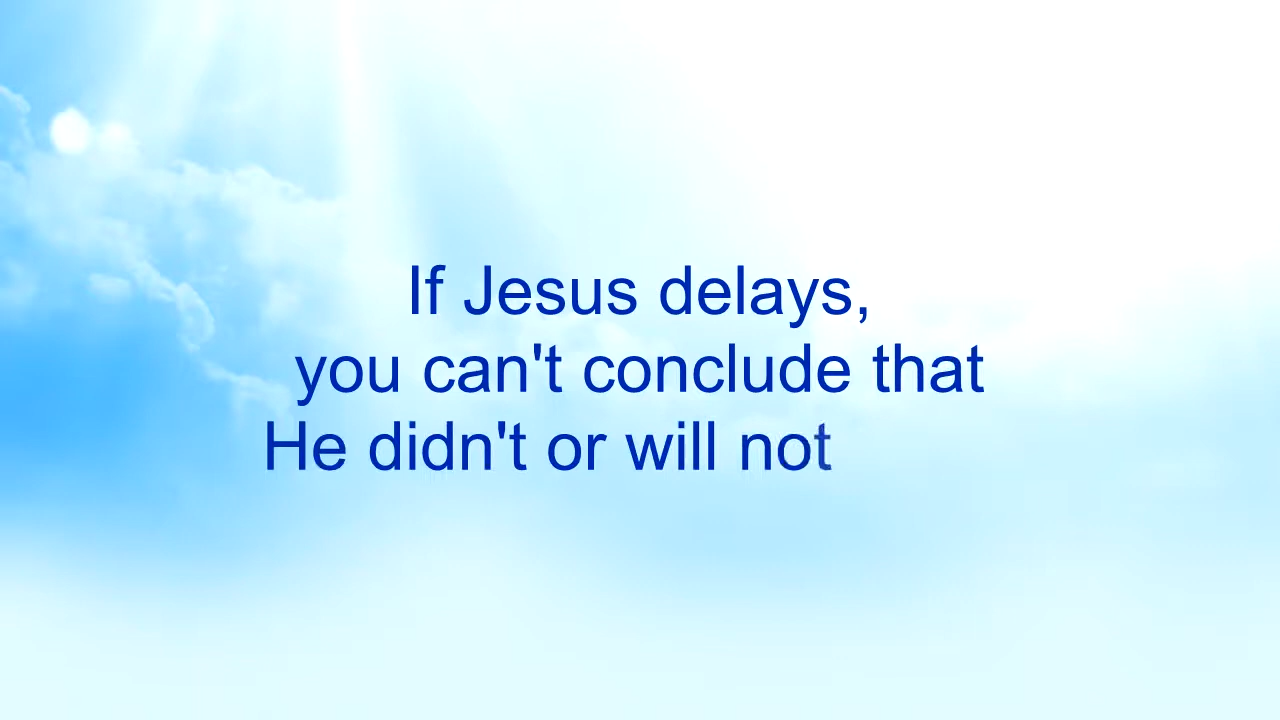 If Jesus delays,
you can't conclude that
He didn't or will not